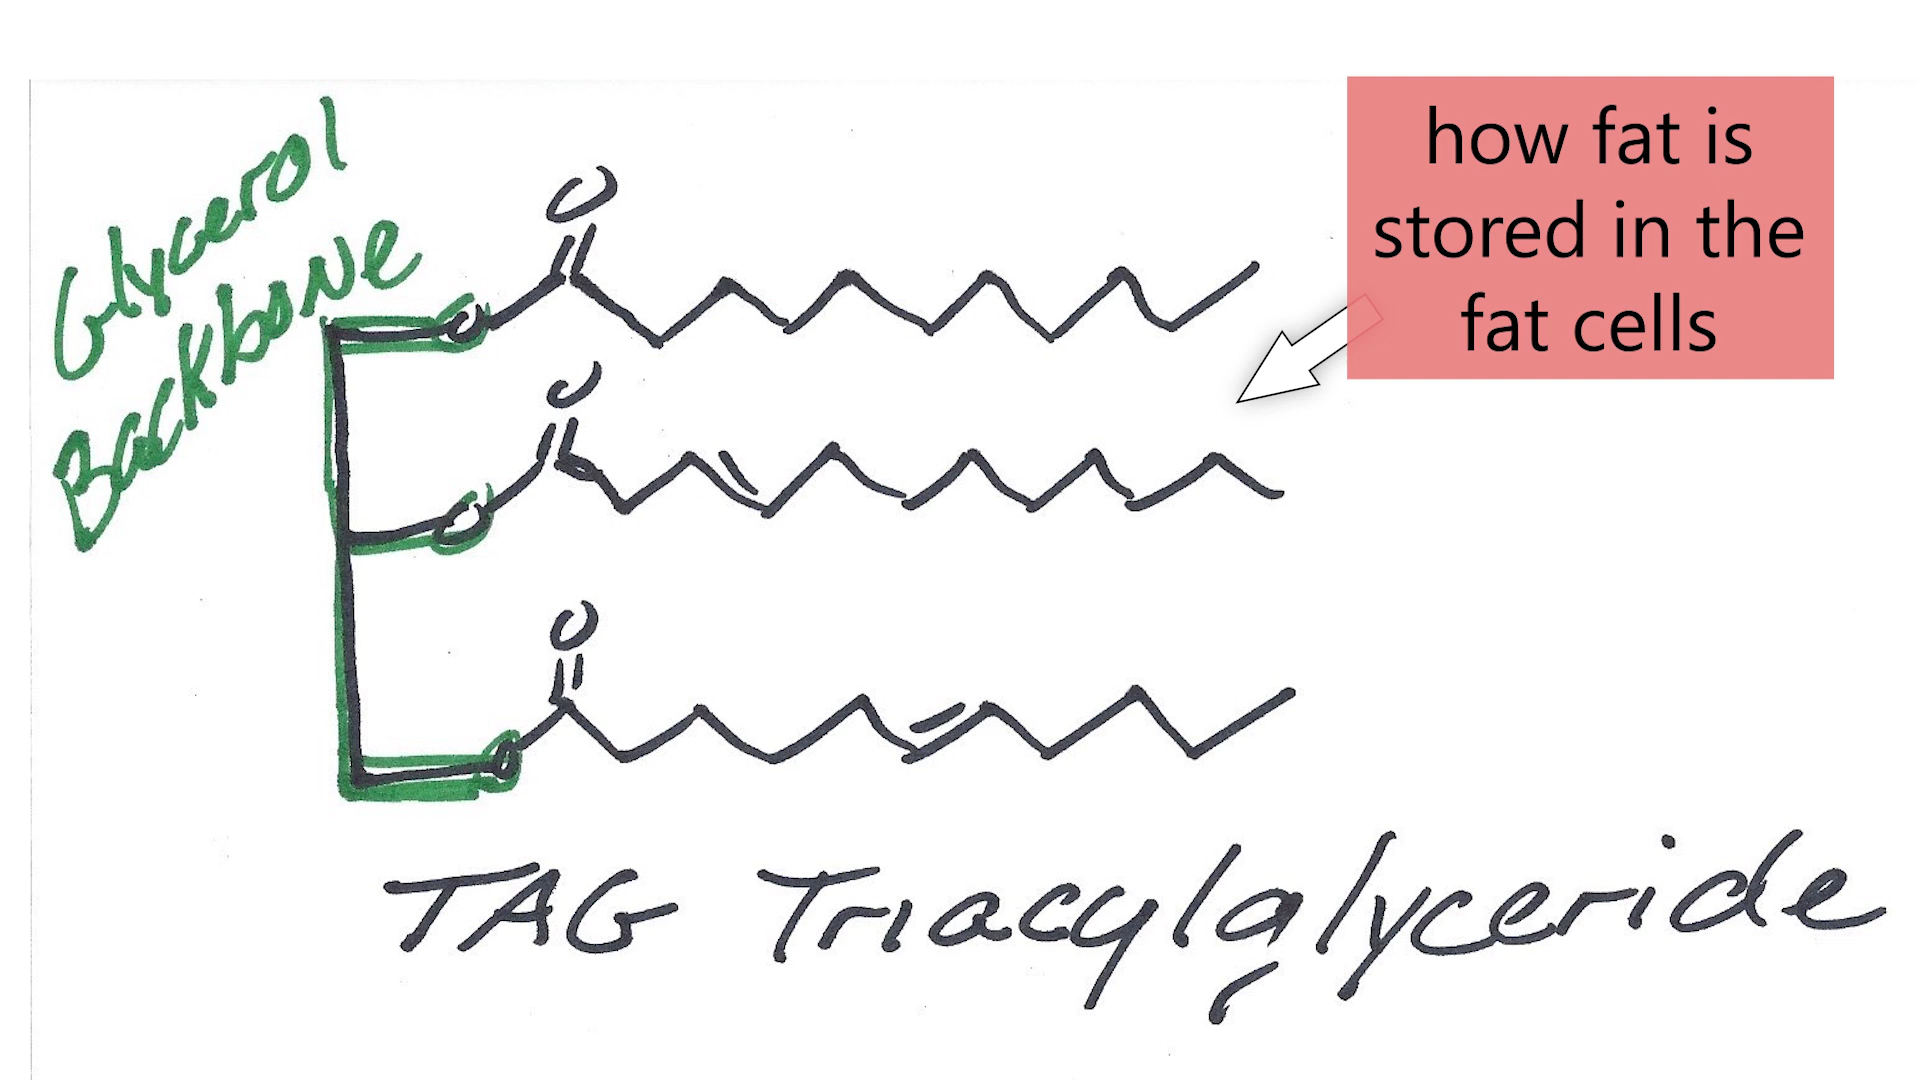 Glycerol
Backbone
how fat is
stored in the
fat cells
O
O
O
O
O
O
TAG Triacylglyceride